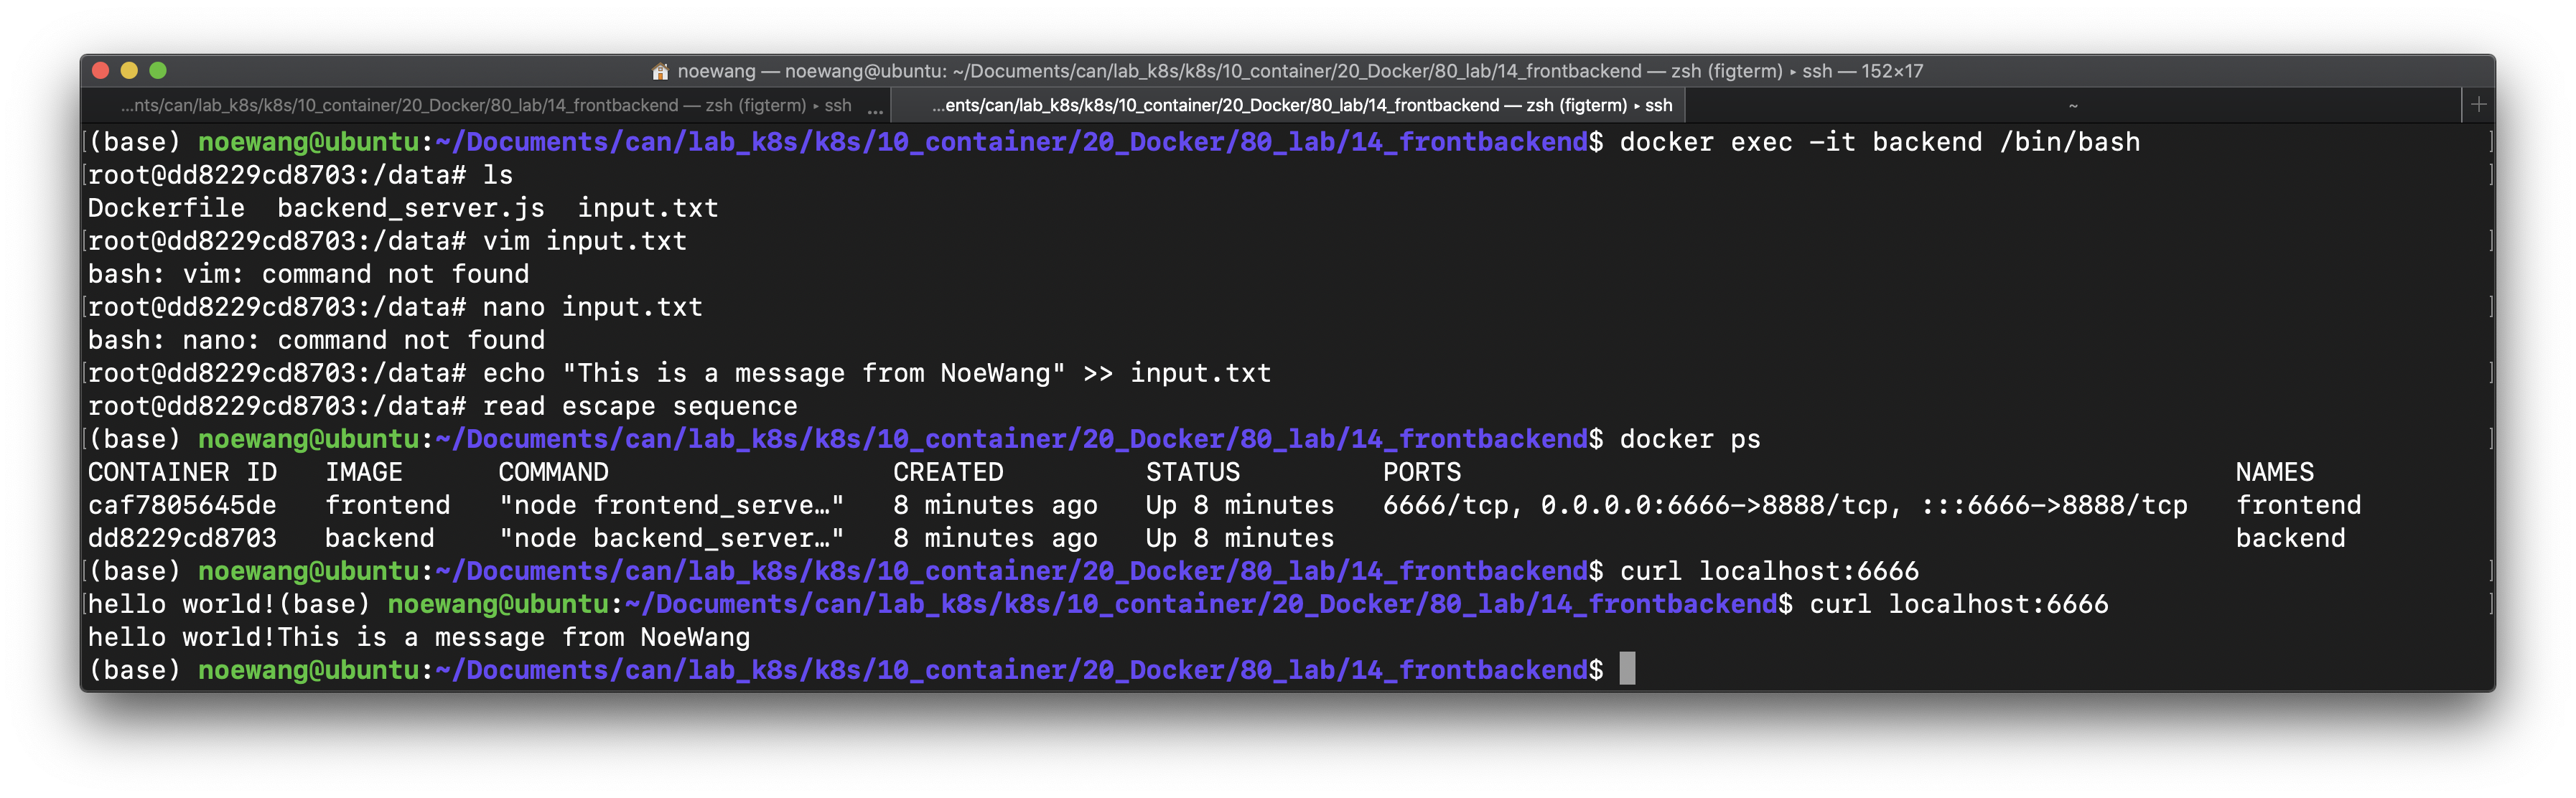 noewang — noewang@ubuntu: ~/Documents/can/lab_k8s/k8s/10_container/20_Docker/80_lab/14_frontbackend — zsh (figterm) ▸ ssh — 152×17
...nts/can/lab_k8s/k8s/10_container/20_Docker/80_lab/14_frontbackend — zsh (figterm) ▸ ssh ... ...ents/can/lab_k8s/k8s/10_container/20_Docker/80_lab/14_frontbackend — zsh (figterm) ▸ ssh ~ +
(base) noewang@ubuntu:~/Documents/can/lab_k8s/k8s/10_container/20_Docker/80_lab/14_frontbackend$ docker exec -it backend /bin/bash
root@dd8229cd8703:/data# ls
Dockerfile  backend_server.js  input.txt
root@dd8229cd8703:/data# vim input.txt
bash: vim: command not found
root@dd8229cd8703:/data# nano input.txt
bash: nano: command not found
root@dd8229cd8703:/data# echo "This is a message from NoeWang" >> input.txt
root@dd8229cd8703:/data# read escape sequence
(base) noewang@ubuntu:~/Documents/can/lab_k8s/k8s/10_container/20_Docker/80_lab/14_frontbackend$ docker ps
CONTAINER ID   IMAGE      COMMAND                  CREATED         STATUS         PORTS                                                 NAMES
caf7805645de   frontend   "node frontend_serve…"   8 minutes ago   Up 8 minutes   6666/tcp, 0.0.0.0:6666->8888/tcp, :::6666->8888/tcp   frontend
dd8229cd8703   backend    "node backend_server…"   8 minutes ago   Up 8 minutes                                                         backend
(base) noewang@ubuntu:~/Documents/can/lab_k8s/k8s/10_container/20_Docker/80_lab/14_frontbackend$ curl localhost:6666
hello world!(base) noewang@ubuntu:~/Documents/can/lab_k8s/k8s/10_container/20_Docker/80_lab/14_frontbackend$ curl localhost:6666
hello world!This is a message from NoeWang
(base) noewang@ubuntu:~/Documents/can/lab_k8s/k8s/10_container/20_Docker/80_lab/14_frontbackend$